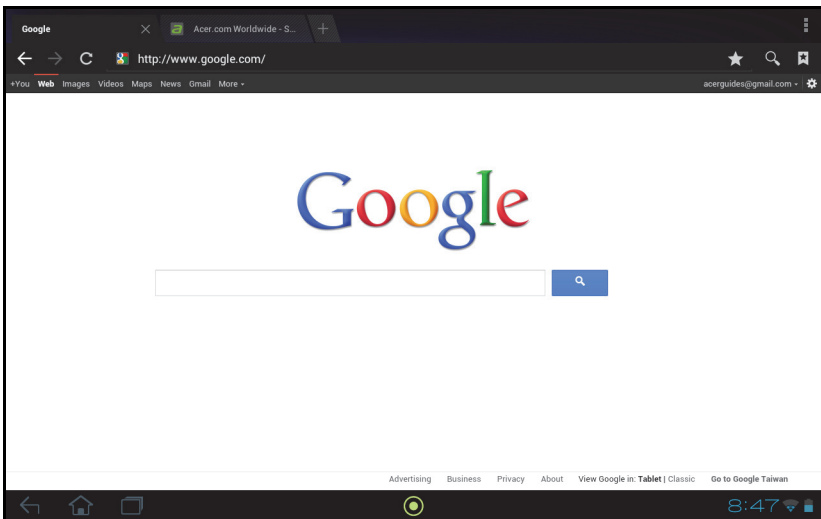 Google Acer.com Worldwide - S...
http://www.google.com/
+You Web Images Videos Maps News Gmail More acerguides@gmail.com
Google
Advertising Business Privacy About View Google in: Tablet | Classic Go to Google Taiwan
8:47